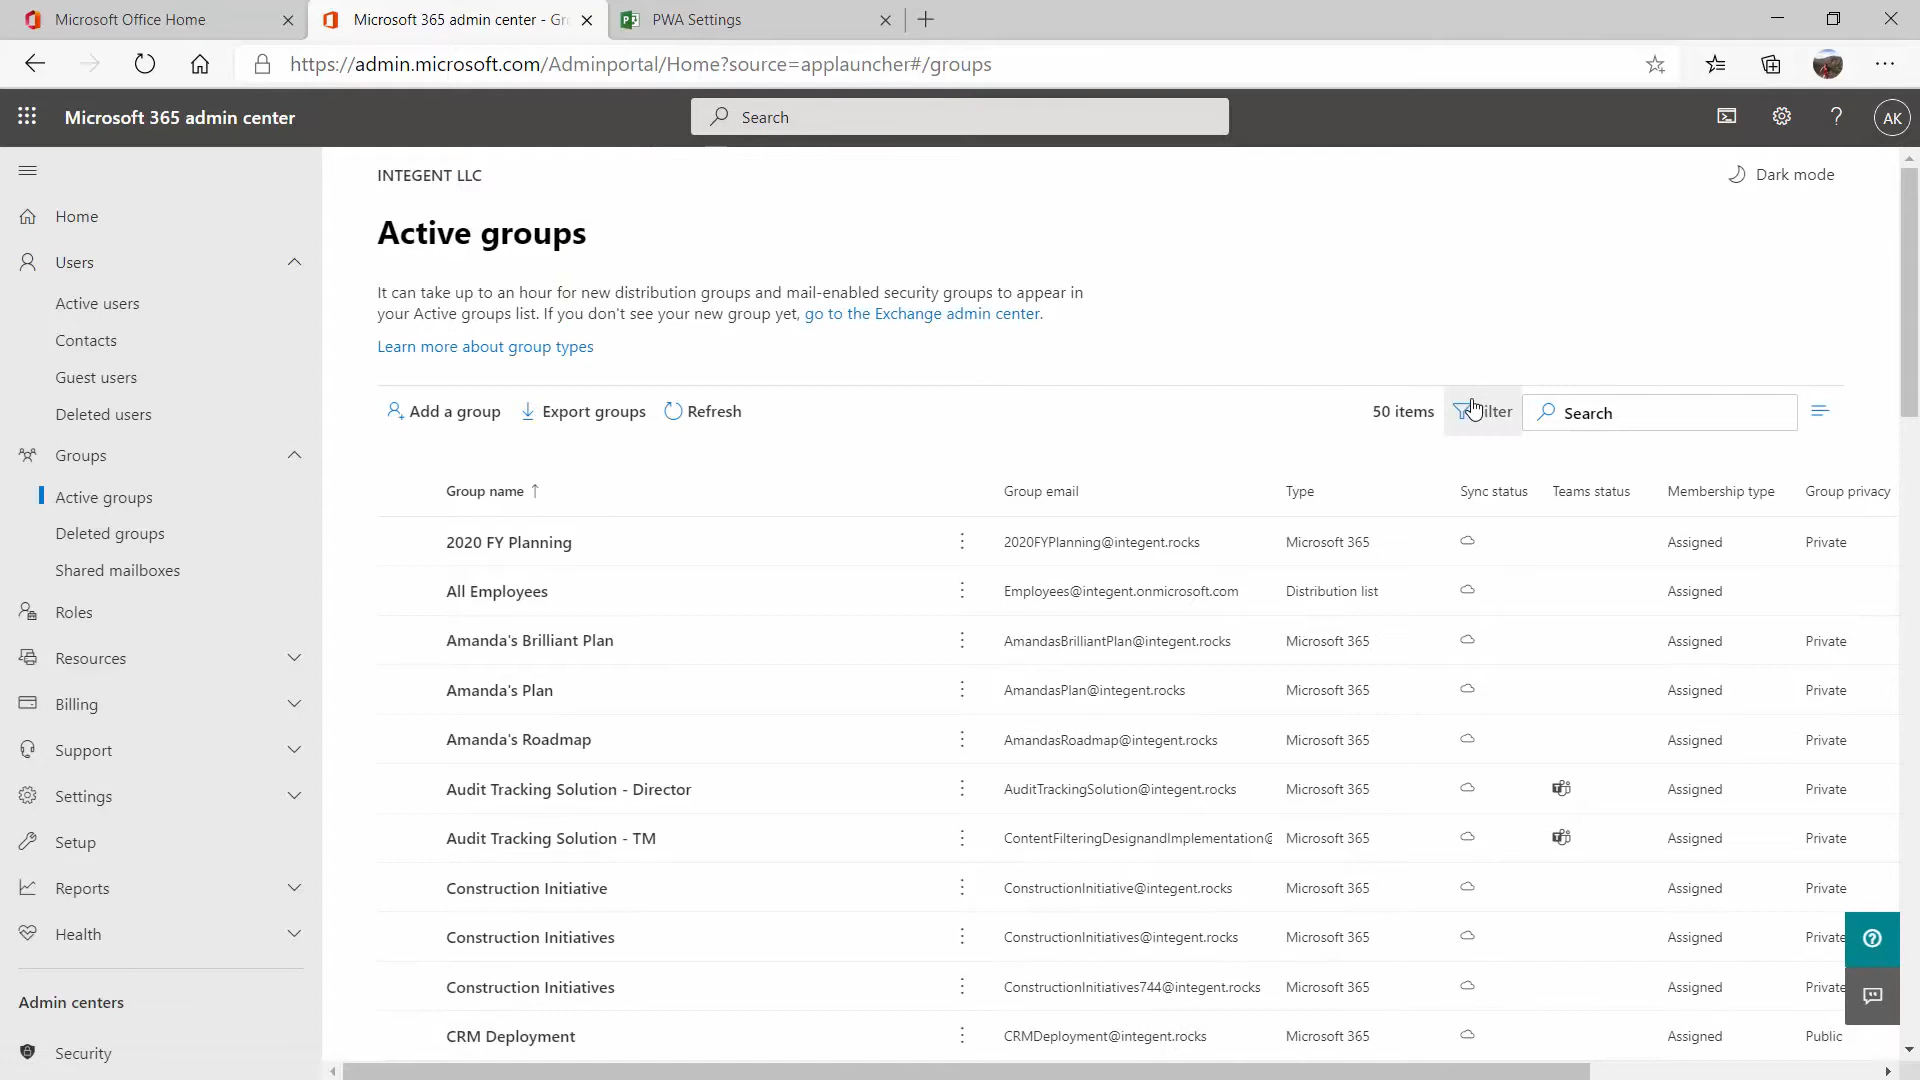 Microsoft Office Home
Microsoft 365 admin center - Gr
PWA Settings
https://admin.microsoft.com/Adminportal/Home?source=applauncher#/groups
Microsoft 365 admin center
Search
AK
Home
Users
Active users
Contacts
Guest users
Deleted users
Groups
Active groups
Deleted groups
Shared mailboxes
Roles
Resources
Billing
Support
Settings
Setup
Reports
Health
Admin centers
Security
INTEGENT LLC
Dark mode
Active groups
It can take up to an hour for new distribution groups and mail-enabled security groups to appear in
your Active groups list. If you don't see your new group yet, go to the Exchange admin center.
Learn more about group types
Add a group Export groups Refresh 50 items Filter Search
Group name Group email Type Sync status Teams status Membership type Group privacy
2020 FY Planning 2020FYPlanning@integent.rocks Microsoft 365 Assigned Private
All Employees Employees@integent.onmicrosoft.com Distribution list Assigned
Amanda's Brilliant Plan AmandasBrilliantPlan@integent.rocks Microsoft 365 Assigned Private
Amanda's Plan AmandasPlan@integent.rocks Microsoft 365 Assigned Private
Amanda's Roadmap AmandasRoadmap@integent.rocks Microsoft 365 Assigned Private
Audit Tracking Solution - Director AuditTrackingSolution@integent.rocks Microsoft 365 Assigned Private
Audit Tracking Solution - TM ContentFilteringDesignandImplementation@ Microsoft 365 Assigned Private
Construction Initiative ConstructionInitiative@integent.rocks Microsoft 365 Assigned Private
Construction Initiatives ConstructionInitiatives@integent.rocks Microsoft 365 Assigned Private
Construction Initiatives ConstructionInitiatives744@integent.rocks Microsoft 365 Assigned Private
CRM Deployment CRMDeployment@integent.rocks Microsoft 365 Assigned Public